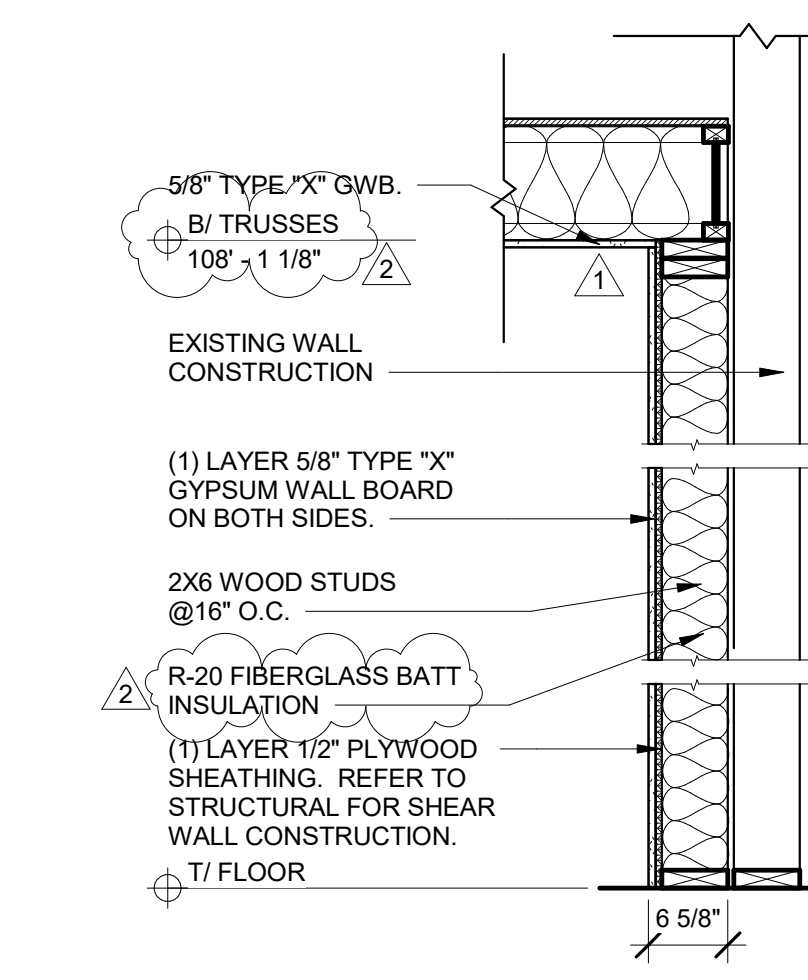 5/8" TYPE "X" GWB.
B/ TRUSSES
108' - 1 1/8"
2
1
EXISTING WALL
CONSTRUCTION
(1) LAYER 5/8" TYPE "X"
GYPSUM WALL BOARD
ON BOTH SIDES.
2X6 WOOD STUDS
@16" O.C.
2
R-20 FIBERGLASS BATT
INSULATION
(1) LAYER 1/2" PLYWOOD
SHEATHING. REFER TO
STRUCTURAL FOR SHEAR
WALL CONSTRUCTION.
T/ FLOOR
6 5/8"